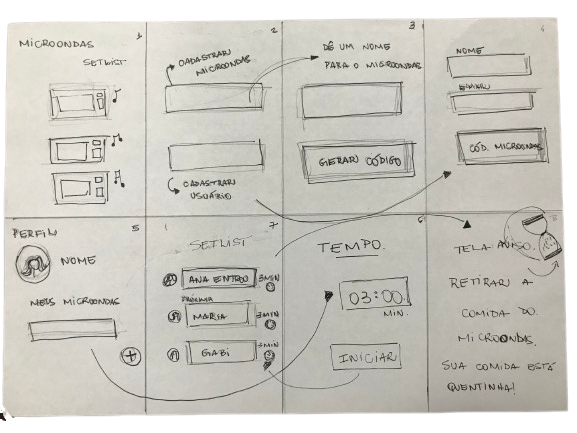 1
MICROONDAS
SETLIST
2
CADASTRAR
MICROONDAS
CADASTRAR
USUÁRIO
3
DÊ UM NOME
PARA O MICROONDAS
GERAR CÓDIGO
4
NOME
EMAIL
CÓD. MICROONDAS
5
PERFIL
NOME
MEUS MICROONDAS
+
7
SETLIST
ANA ENTROU
3MIN
PRÓXIMA
MARIA
3MIN
GABI
3MIN
6
TEMPO.
03:00
MIN.
INICIAR
8
TELA AVISO.
RETIRAR A
COMIDA DO
MICROONDAS.
SUA COMIDA ESTÁ
QUENTINHA!